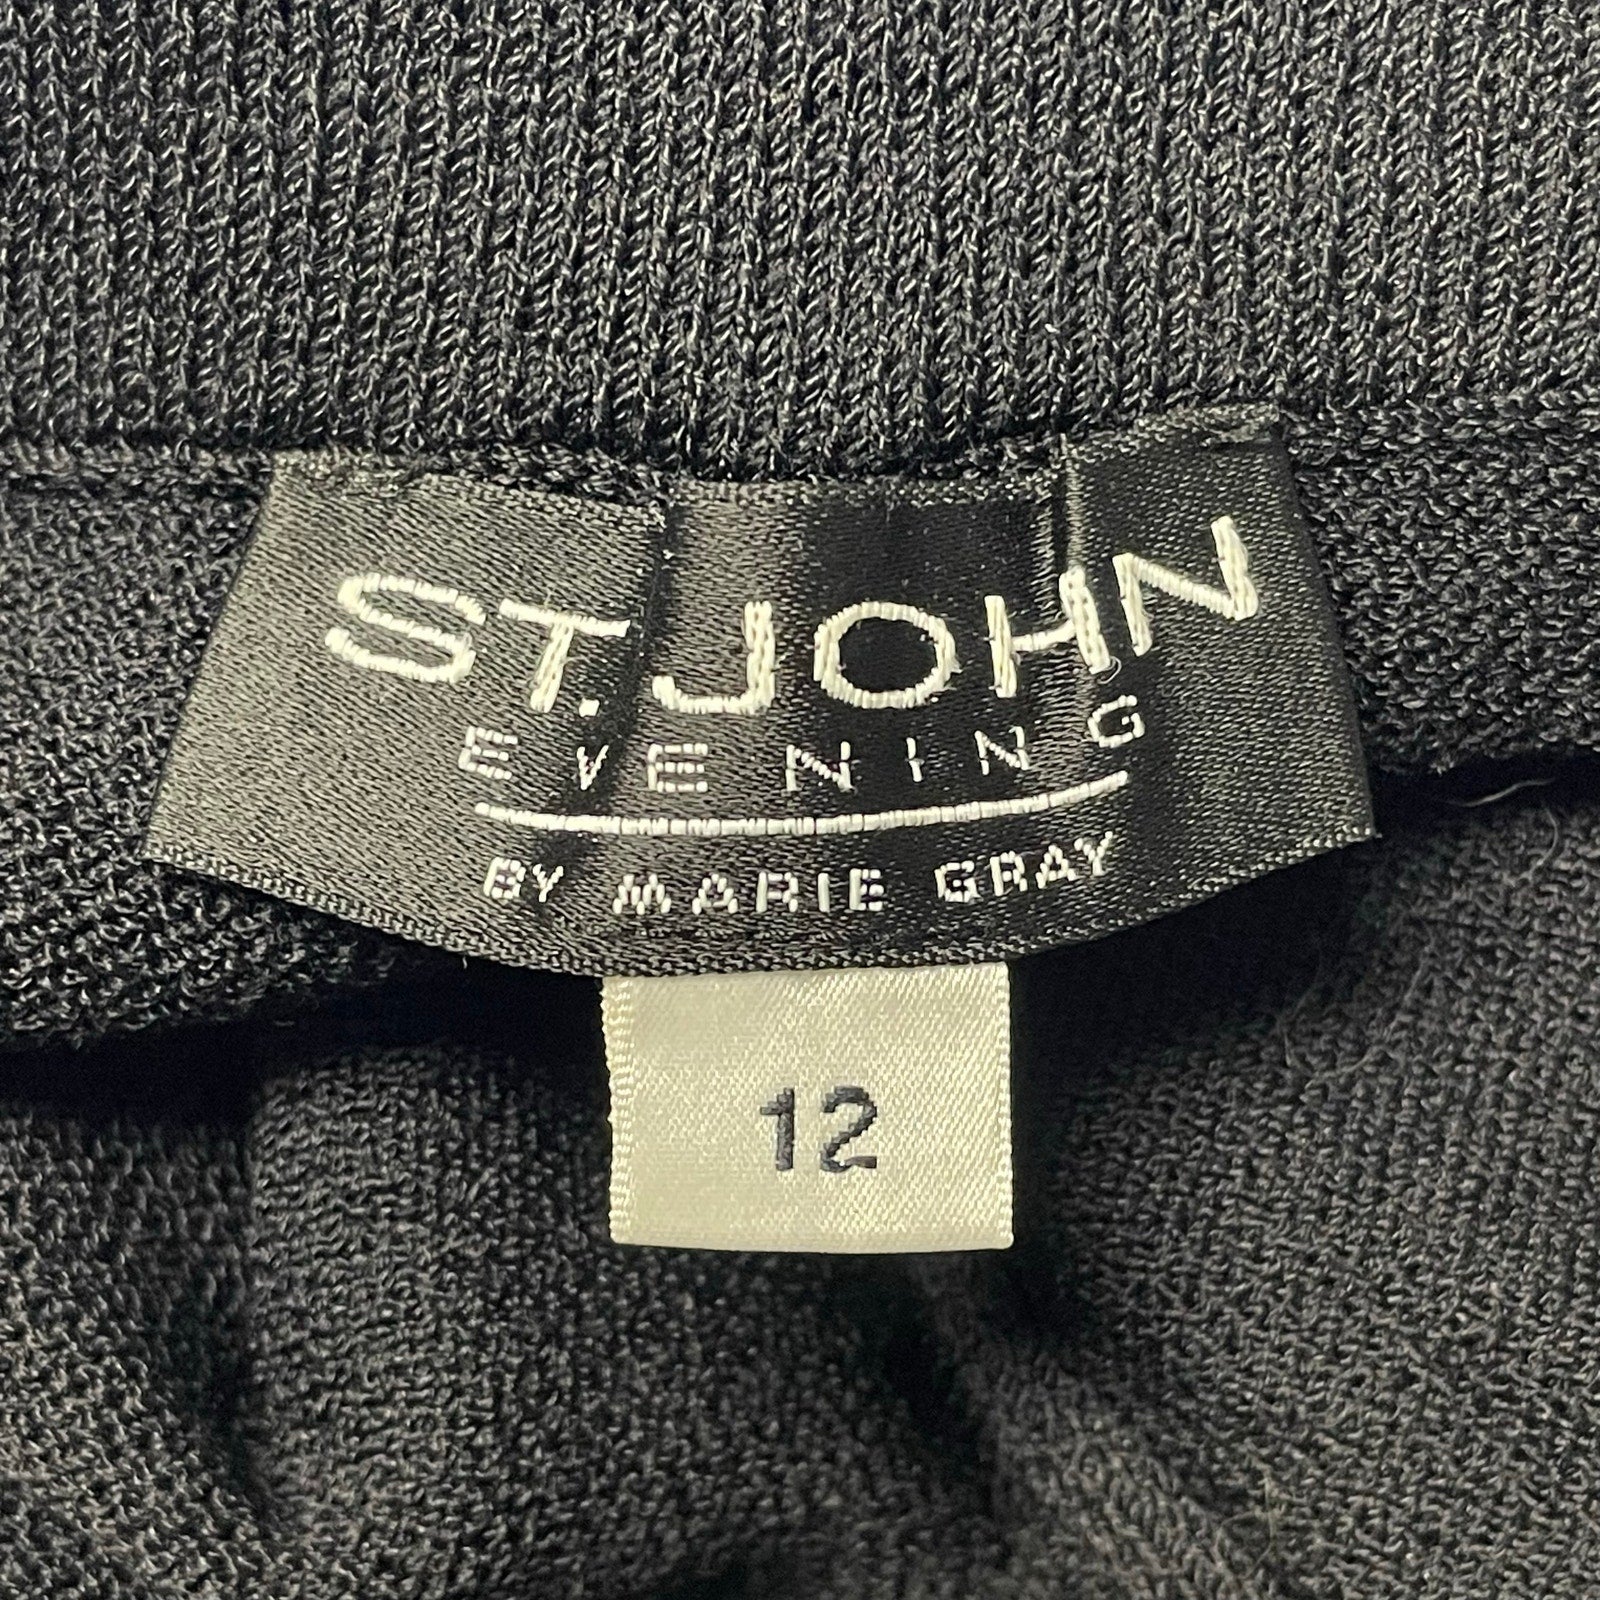 ST. JOHN
EVENING
BY MARIE GRAY
12